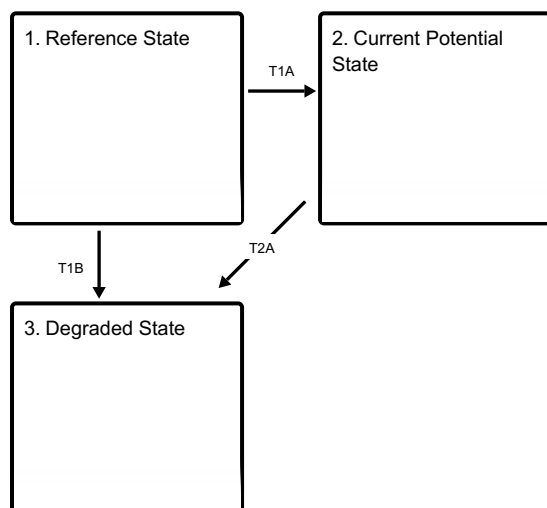 1. Reference State
2. Current Potential
State
T1A
T1B
T2A
3. Degraded State